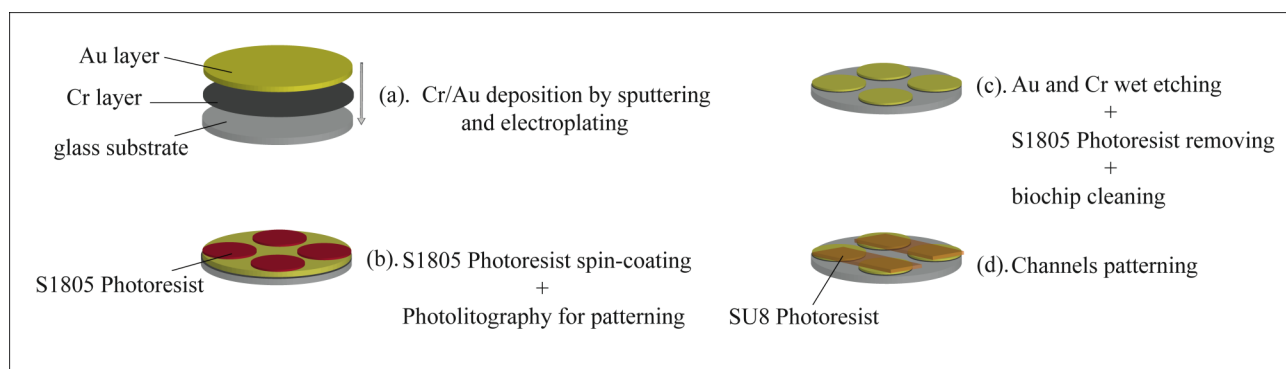 Au layer
Cr layer
glass substrate
(a). Cr/Au deposition by sputtering
and electroplating
S1805 Photoresist
(b). S1805 Photoresist spin-coating
+
Photolitography for patterning
(c). Au and Cr wet etching
+
S1805 Photoresist removing
+
biochip cleaning
(d). Channels patterning
SU8 Photoresist